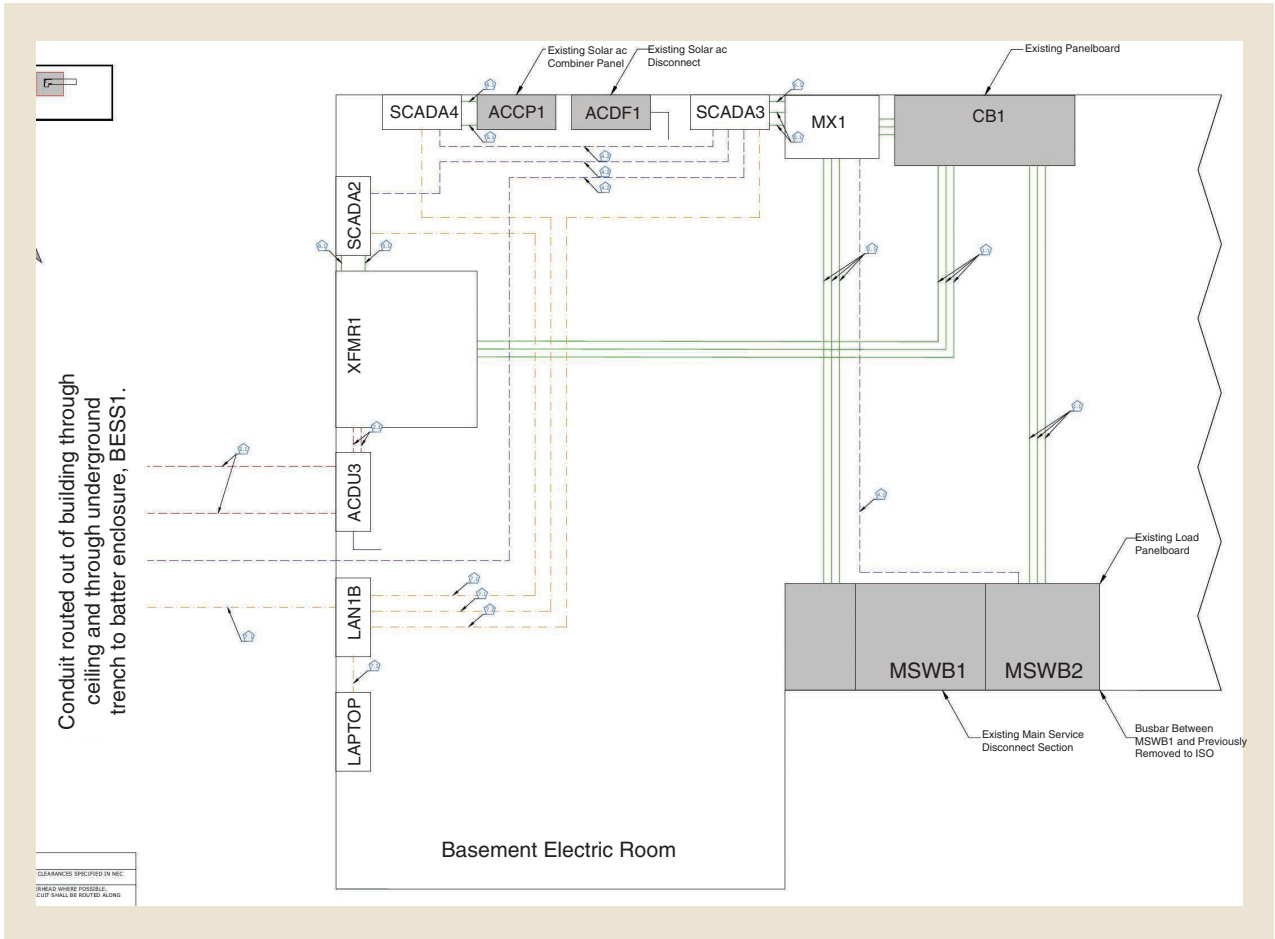 Existing Solar ac
Combiner Panel
Existing Solar ac
Disconnect
Existing Panelboard
SCADA4
ACCP1
ACDF1
SCADA3
MX1
CB1
SCADA2
XFMR1
ACDU3
LAN1B
LAPTOP
Conduit routed out of building through
ceiling and through underground
trench to batter enclosure, BESS1.
Existing Load
Panelboard
MSWB1
MSWB2
Existing Main Service
Disconnect Section
Busbar Between
MSWB1 and Previously
Removed to ISO
Basement Electric Room
CLEARANCES SPECIFIED IN NEC
ERHEAD WHERE POSSIBLE.
CUIT SHALL BE ROUTED ALONG